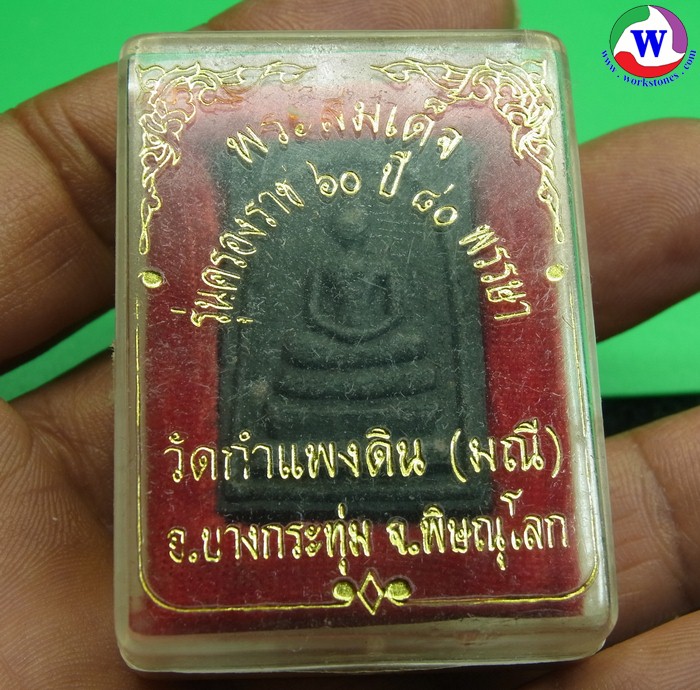 W
www.workstones.com
พระสมเด็จ
รุ่นครองราช ๖๐ ปี ๘๐ พรรษา
วัดกำแพงดิน (มณี)
อ.บางกระทุ่ม จ.พิษณุโลก